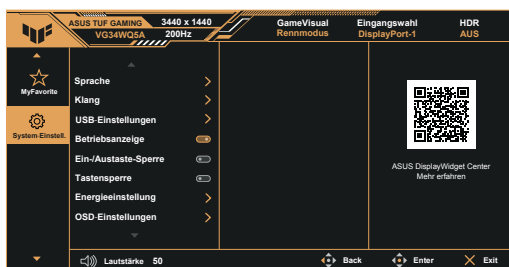 ASUS TUF GAMING 3440 x 1440
VG34WQ5A 200Hz
GameVisual Eingangswahl HDR
Rennmodus DisplayPort-1 AUS
MyFavorite
System-Einstell.
Sprache
Klang
USB-Einstellungen
Betriebsanzeige
Ein-/Austaste-Sperre
Tastensperre
Energieeinstellung
OSD-Einstellungen
ASUS DisplayWidget Center
Mehr erfahren
Lautstärke 50
Back Enter Exit